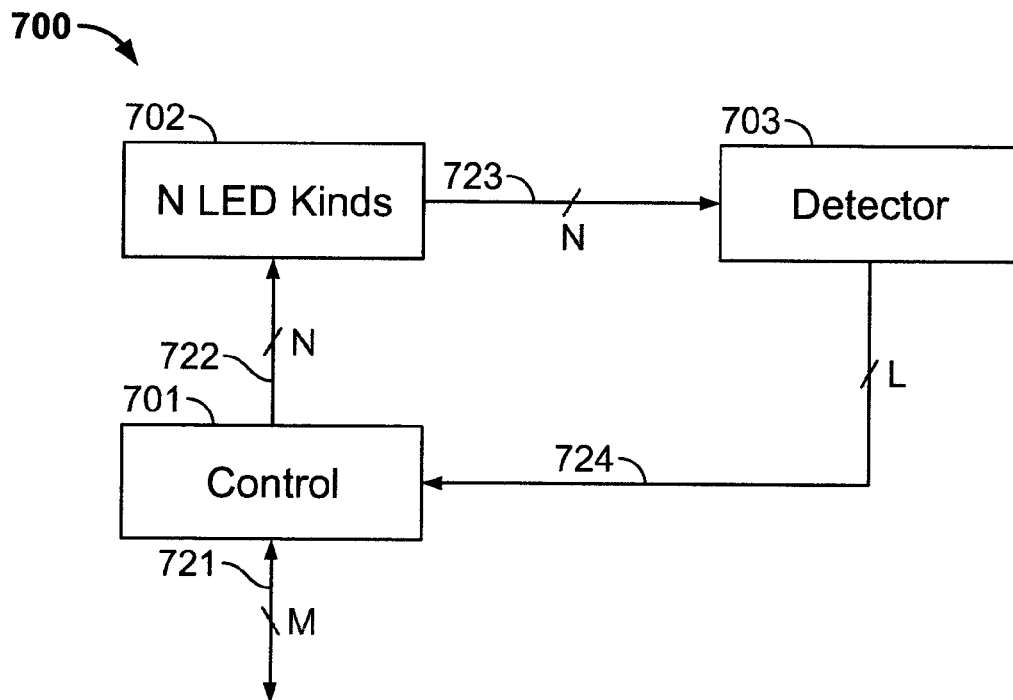 700
702
703
N LED Kinds
723
N
Detector
722
N
L
701
Control
724
721
M